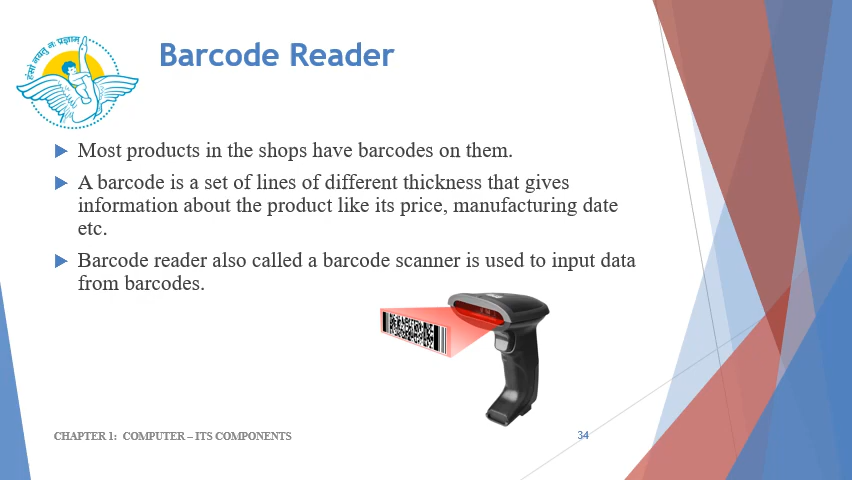 हंसो नयतु नः प्रज्ञाम्
Barcode Reader
Most products in the shops have barcodes on them.
A barcode is a set of lines of different thickness that gives
information about the product like its price, manufacturing date
etc.
Barcode reader also called a barcode scanner is used to input data
from barcodes.
CHAPTER 1: COMPUTER – ITS COMPONENTS
34